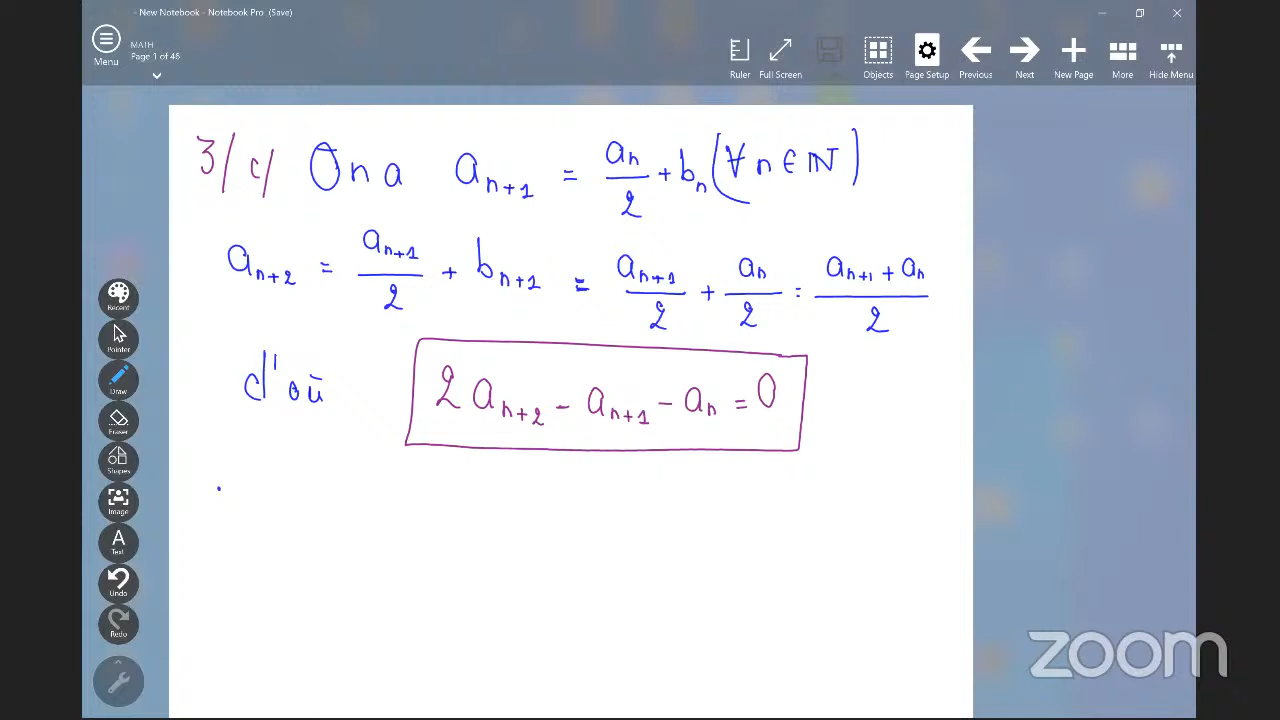 - New Notebook - Notebook Pro (Save)
Menu
MATH
Page 1 of 46
Ruler
Full Screen
Objects
Page Setup
Previous
Next
New Page
More
Hide Menu
3/ c/ On a a_{n+1} = a_n/2 + b_n (∀ n ∈ ℕ)
a_{n+2} = a_{n+1}/2 + b_{n+1} = a_{n+1}/2 + a_n/2 = (a_{n+1} + a_n)/2
d'où 2 a_{n+2} - a_{n+1} - a_n = 0
Recent
Pointer
Draw
Eraser
Shapes
Image
A
Text
Undo
Redo
zoom